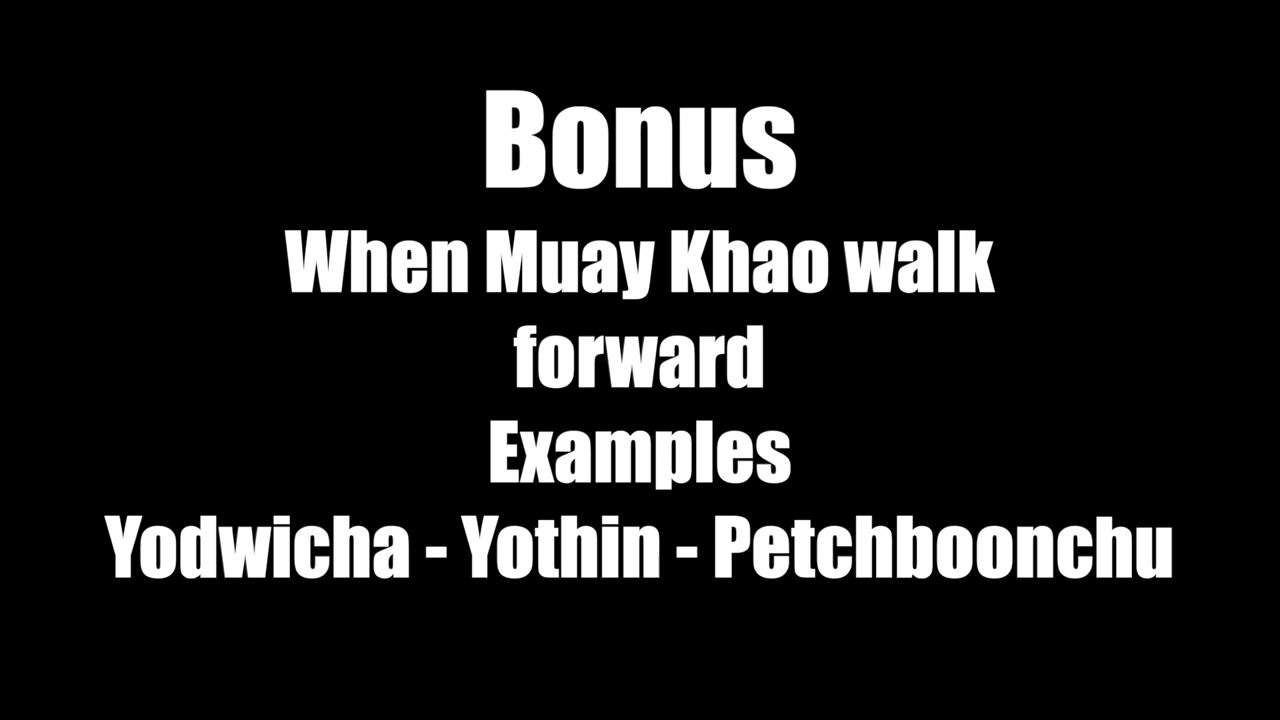 Bonus
When Muay Khao walk
forward
Examples
Yodwicha - Yothin - Petchboonchu